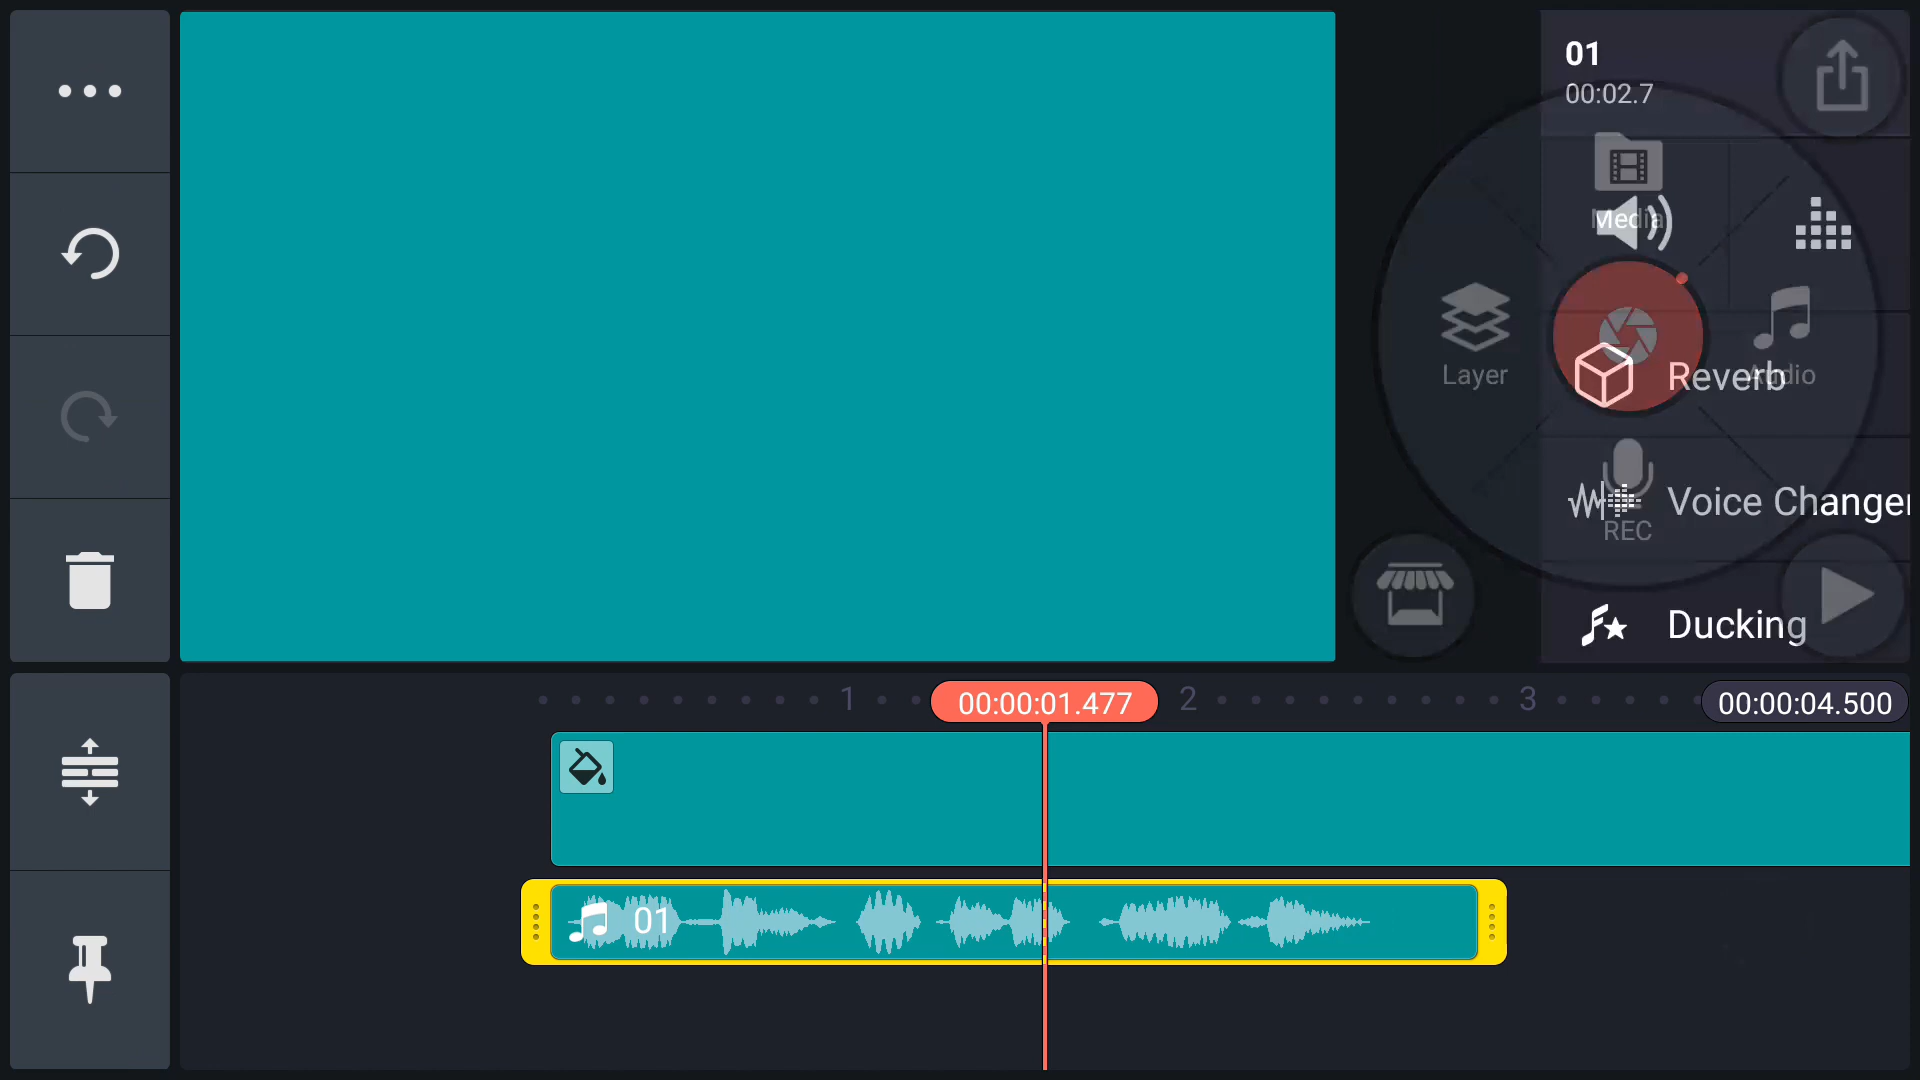 01
00:02.7
Media
Layer
Audio
Reverb
Voice Changer
REC
Ducking
1
00:00:01.477
2
3
00:00:04.500
01